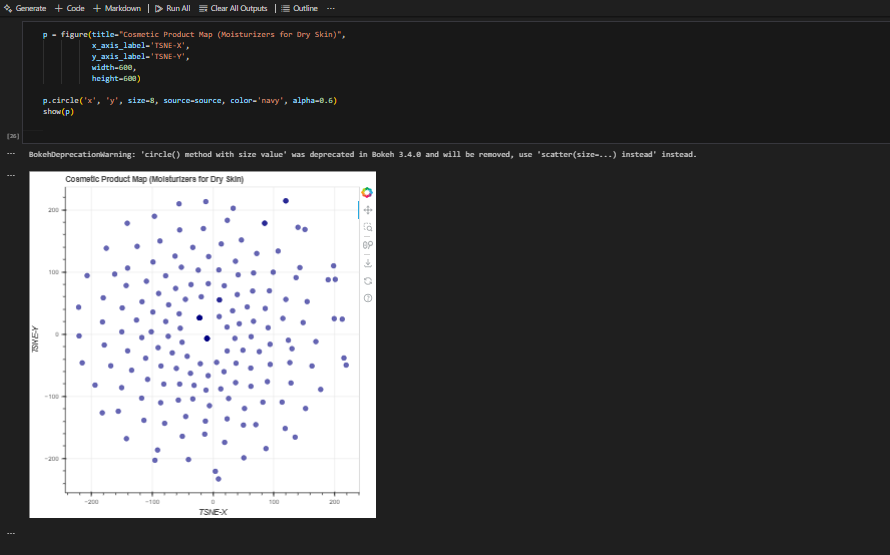 Generate + Code + Markdown | Run All Clear All Outputs | Outline ...
p = figure(title="Cosmetic Product Map (Moisturizers for Dry Skin)",
x_axis_label='TSNE-X',
y_axis_label='TSNE-Y',
width=600,
height=600)
p.circle('x', 'y', size=8, source=source, color='navy', alpha=0.6)
show(p)
[36]
... BokehDeprecationWarning: 'circle() method with size value' was deprecated in Bokeh 3.4.0 and will be removed, use 'scatter(size=...) instead' instead.
...
Cosmetic Product Map (Moisturizers for Dry Skin)
200
100
0
-100
-200
TSNE-Y
-200 -100 0 100 200
TSNE-X
...